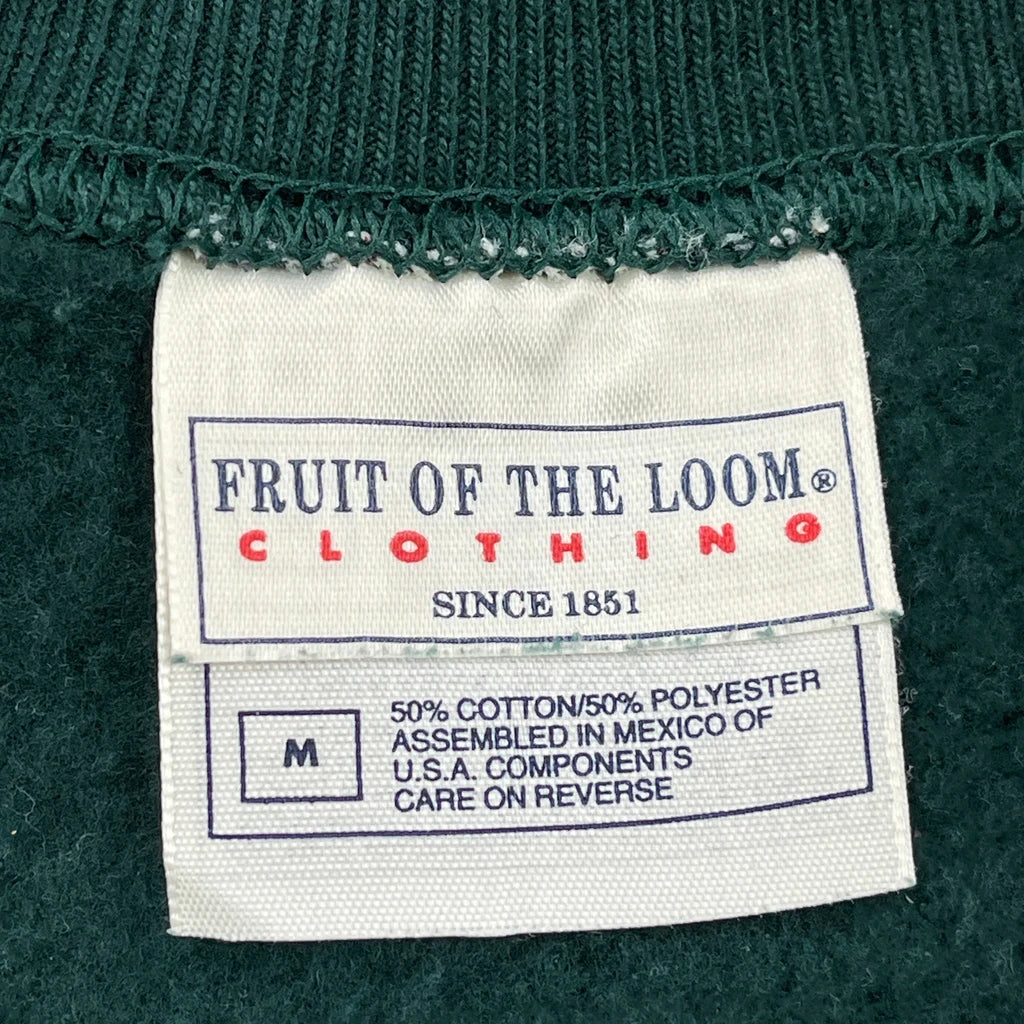 FRUIT OF THE LOOM®
CLOTHING
SINCE 1851
M
50% COTTON/50% POLYESTER
ASSEMBLED IN MEXICO OF
U.S.A. COMPONENTS
CARE ON REVERSE